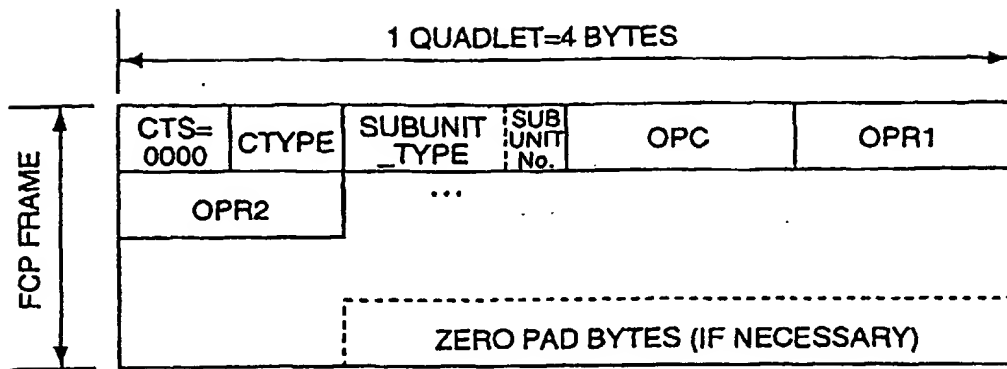 1 QUADLET=4 BYTES
FCP FRAME
CTS=
0000
CTYPE
SUBUNIT
_TYPE
SUB
UNIT
No.
OPC
OPR1
OPR2
...
ZERO PAD BYTES (IF NECESSARY)